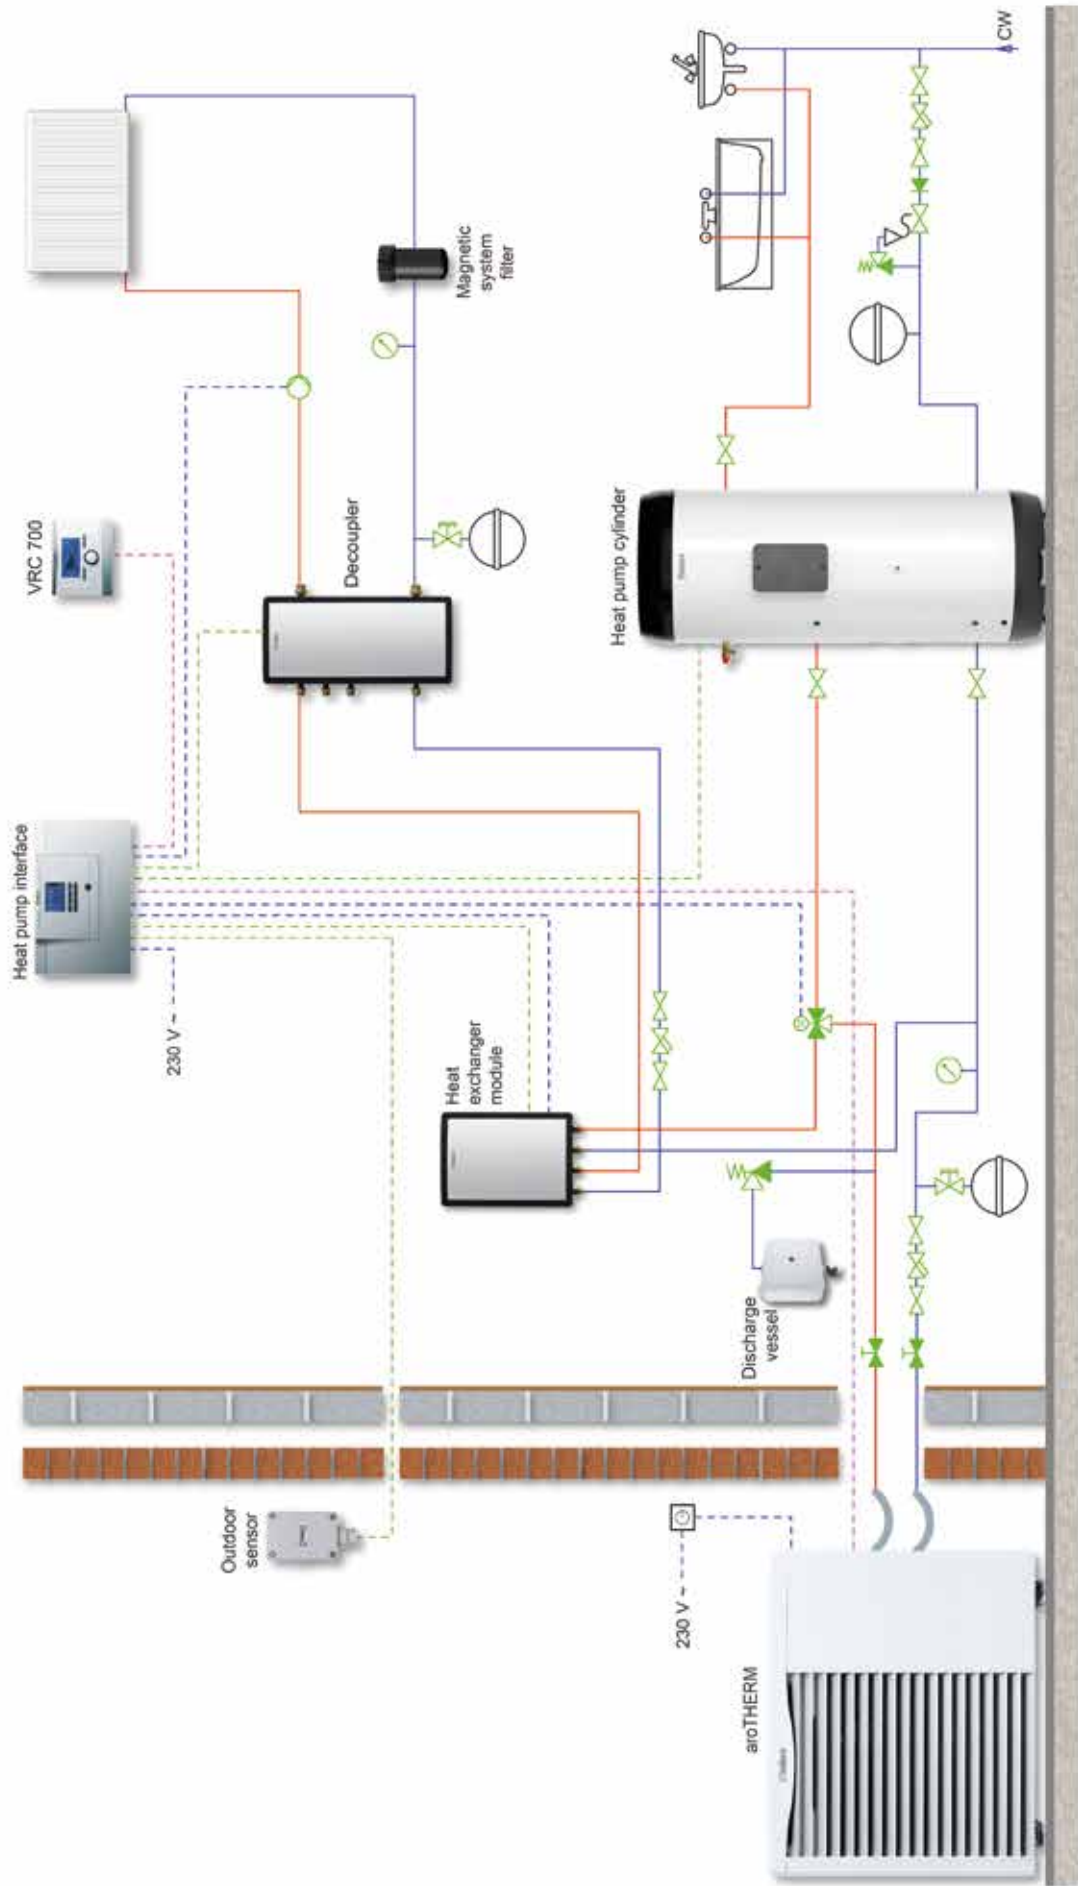 Heat pump interface
VRC 700
230 V ~
Outdoor
sensor
Heat
exchanger
module
Decoupler
Magnetic
system
filter
230 V ~
aroTHERM
Discharge
vessel
Heat pump cylinder
CW